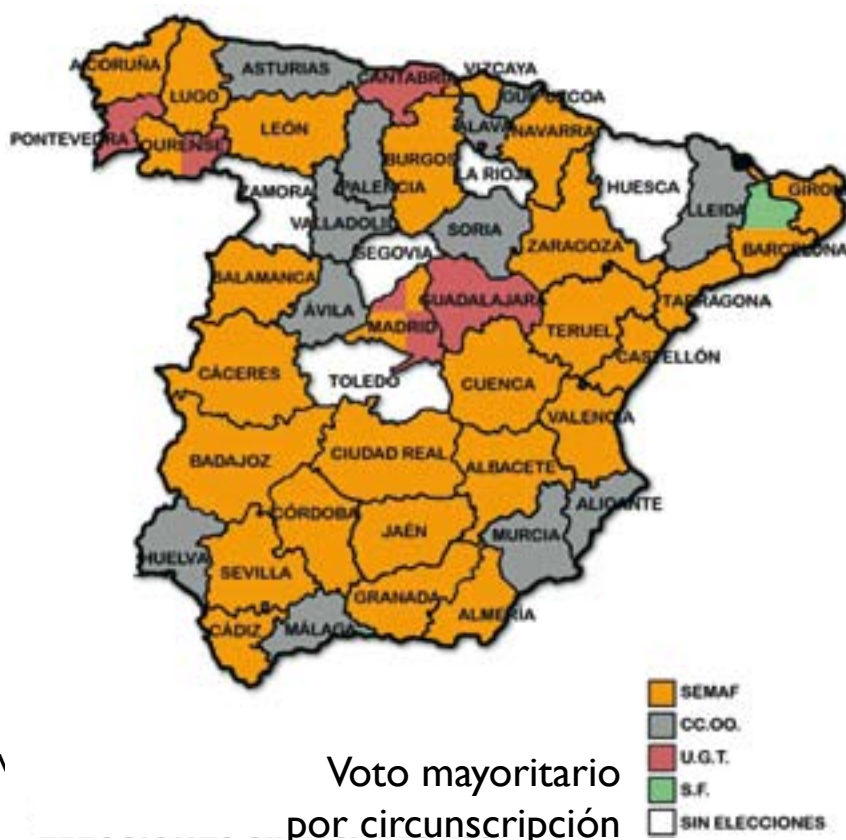 A CORUÑA
ASTURIAS
CANTABRIA
VIZCAYA
GUIPUZCOA
LUGO
ALAVA
NAVARRA
PONTEVEDRA
OURENSE
LEÓN
BURGOS
LA RIOJA
HUESCA
GIRONA
ZAMORA
PALENCIA
LLEIDA
VALLADOLID
SORIA
ZARAGOZA
BARCELONA
SEGOVIA
SALAMANCA
GUADALAJARA
TARRAGONA
ÁVILA
MADRID
TERUEL
CASTELLÓN
CÁCERES
TOLEDO
CUENCA
VALENCIA
BADAJOZ
CIUDAD REAL
ALBACETE
ALICANTE
CÓRDOBA
JAÉN
MURCIA
HUELVA
SEVILLA
GRANADA
ALMERÍA
CÁDIZ
MÁLAGA
SEMAF
CC.OO.
U.G.T.
S.F.
SIN ELECCIONES
Voto mayoritario
por circunscripción